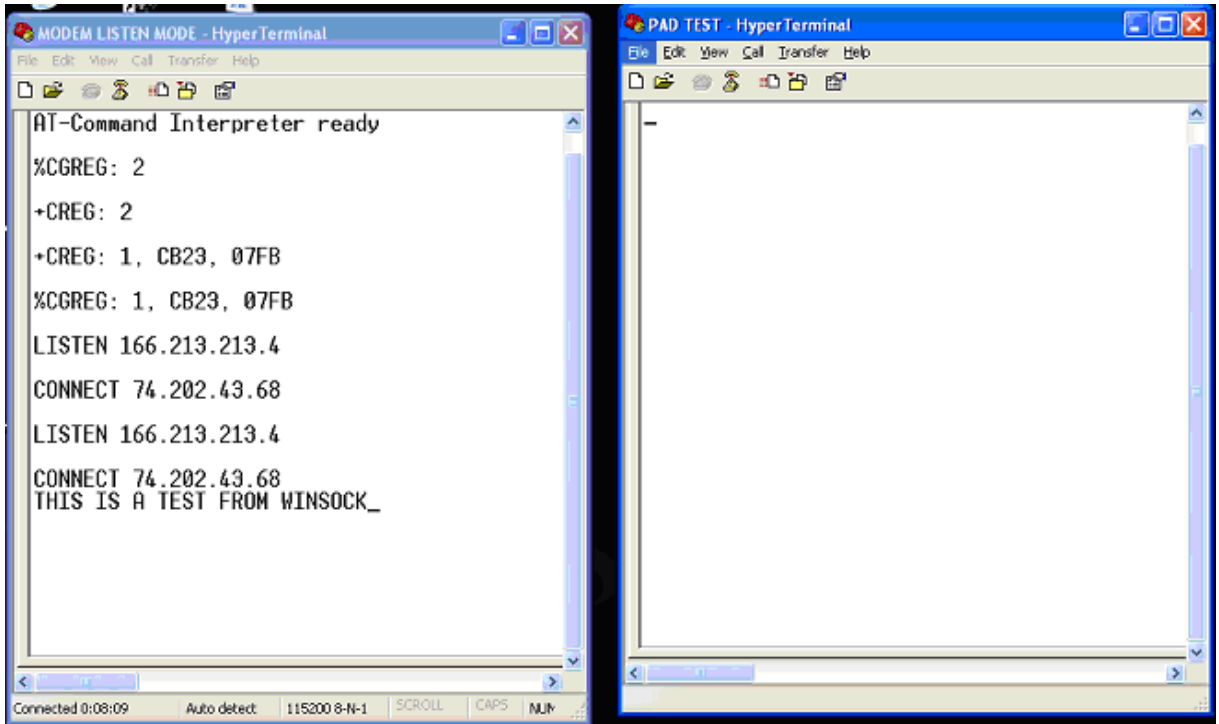 MODEM LISTEN MODE - HyperTerminal
File Edit View Call Transfer Help
AT-Command Interpreter ready
%CGREG: 2
+CREG: 2
+CREG: 1, CB23, 07FB
%CGREG: 1, CB23, 07FB
LISTEN 166.213.213.4
CONNECT 74.202.43.68
LISTEN 166.213.213.4
CONNECT 74.202.43.68
THIS IS A TEST FROM WINSOCK_
Connected 0:08:09 Auto detect 115200 8-N-1 SCROLL CAPS NUM
PAD TEST - HyperTerminal
File Edit View Call Transfer Help
_